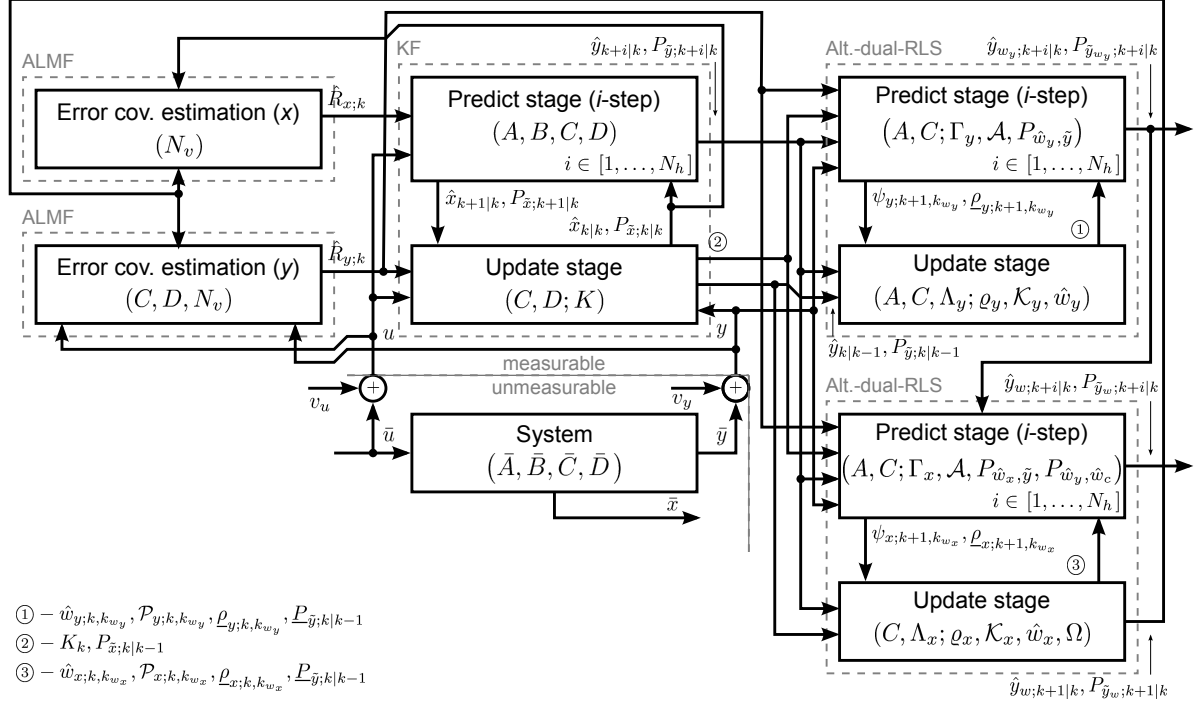 ALMF
Error cov. estimation (x)
(N_v)
R̂_{x;k}
ALMF
Error cov. estimation (y)
(C, D, N_v)
R̂_{y;k}
KF
ŷ_{k+i|k}, P_{ỹ;k+i|k}
Predict stage (i-step)
(A, B, C, D)
i ∈ [1, …, N_h]
x̂_{k+1|k}, P_{x̃;k+1|k}
x̂_{k|k}, P_{x̃;k|k}
②
Update stage
(C, D; K)
u
y
measurable
unmeasurable
+
+
v_u
v_y
ū
ȳ
System
(Ā, B̄, C̄, D̄)
x̄
Alt.-dual-RLS
ŷ_{w_y;k+i|k}, P_{ỹ_{w_y};k+i|k}
Predict stage (i-step)
(A, C; Γ_y, 𝒜, P_{ŵ_y,ỹ})
i ∈ [1, …, N_h]
ψ_{y;k+1,k_{w_y}}, ρ_{y;k+1,k_{w_y}}
①
Update stage
(A, C, Λ_y; ϱ_y, 𝒦_y, ŵ_y)
ŷ_{k|k−1}, P_{ỹ;k|k−1}
Alt.-dual-RLS
ŷ_{w;k+i|k}, P_{ỹ_w;k+i|k}
Predict stage (i-step)
(A, C; Γ_x, 𝒜, P_{ŵ_x,ỹ}, P_{ŵ_y,ŵ_c})
i ∈ [1, …, N_h]
ψ_{x;k+1,k_{w_x}}, ρ_{x;k+1,k_{w_x}}
③
Update stage
(C, Λ_x; ϱ_x, 𝒦_x, ŵ_x, Ω)
ŷ_{w;k+1|k}, P_{ỹ_w;k+1|k}
① − ŵ_{y;k,k_{w_y}}, 𝒫_{y;k,k_{w_y}}, ρ_{y;k,k_{w_y}}, P_{ỹ;k|k−1}
② − K_k, P_{x̃;k|k−1}
③ − ŵ_{x;k,k_{w_x}}, 𝒫_{x;k,k_{w_x}}, ρ_{x;k,k_{w_x}}, P_{ỹ;k|k−1}